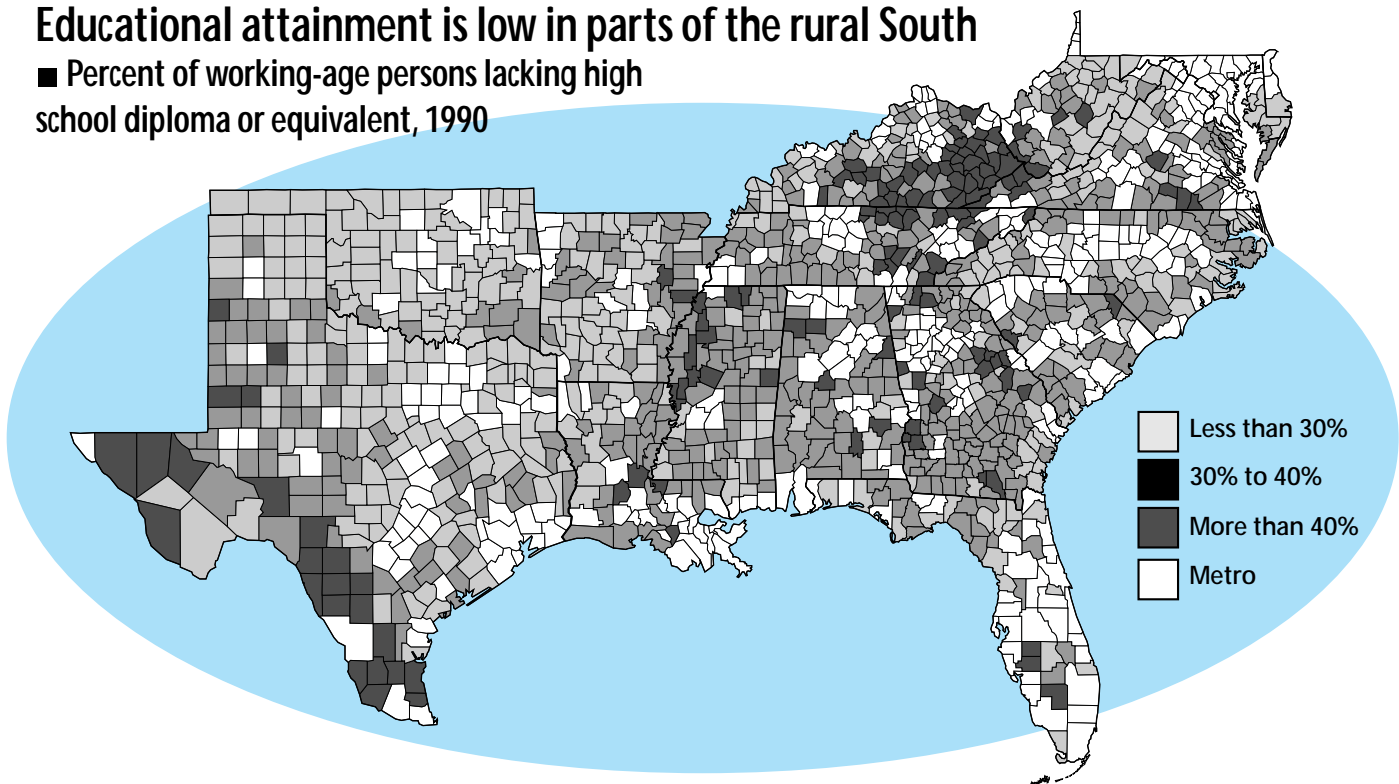 Educational attainment is low in parts of the rural South
■ Percent of working-age persons lacking high
school diploma or equivalent, 1990
Less than 30%
30% to 40%
More than 40%
Metro